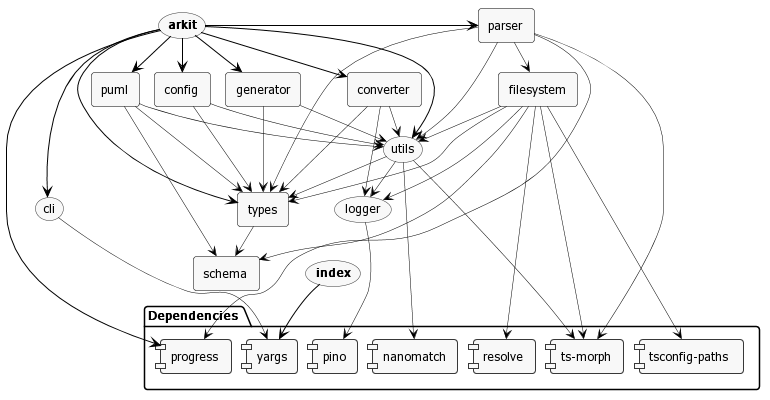 arkit
parser
puml
config
generator
converter
filesystem
utils
cli
types
logger
schema
index
Dependencies
progress
yargs
pino
nanomatch
resolve
ts-morph
tsconfig-paths